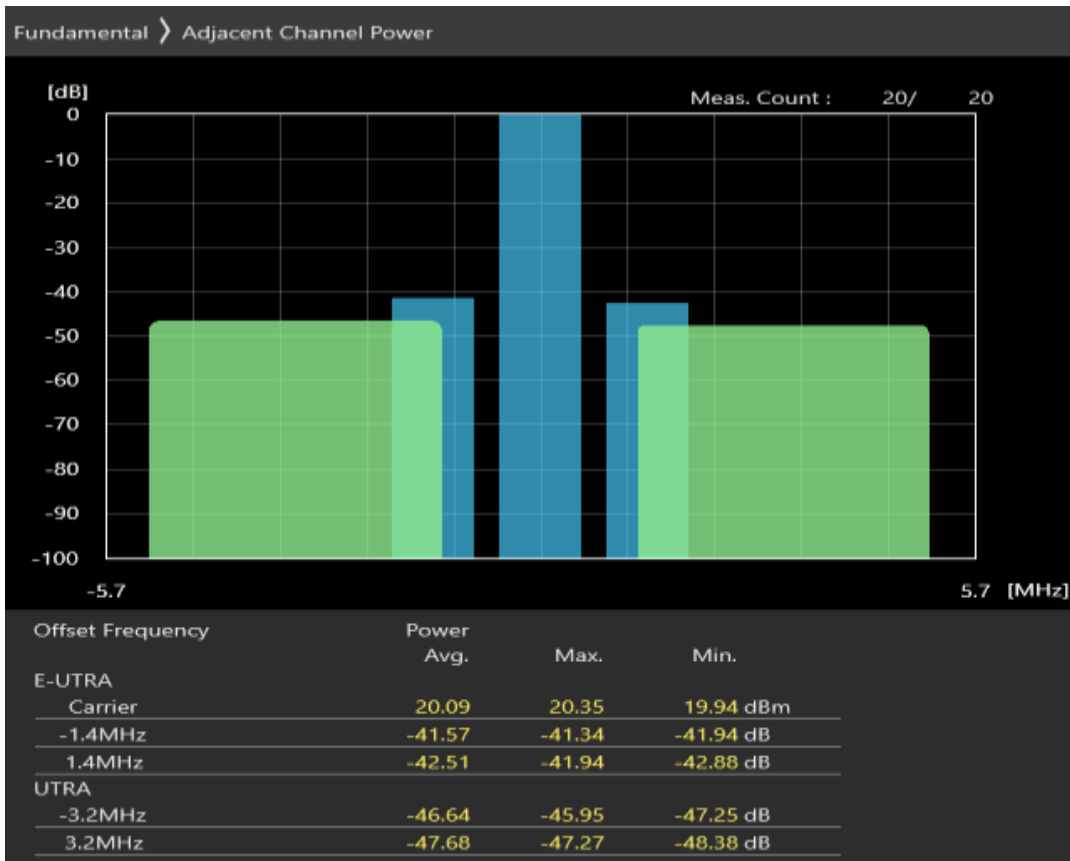 Fundamental 〉 Adjacent Channel Power
[dB]
Meas. Count : 20/ 20
0
-10
-20
-30
-40
-50
-60
-70
-80
-90
-100
-5.7 5.7 [MHz]
Offset Frequency Power
Avg. Max. Min.
E-UTRA
Carrier 20.09 20.35 19.94 dBm
-1.4MHz -41.57 -41.34 -41.94 dB
1.4MHz -42.51 -41.94 -42.88 dB
UTRA
-3.2MHz -46.64 -45.95 -47.25 dB
3.2MHz -47.68 -47.27 -48.38 dB